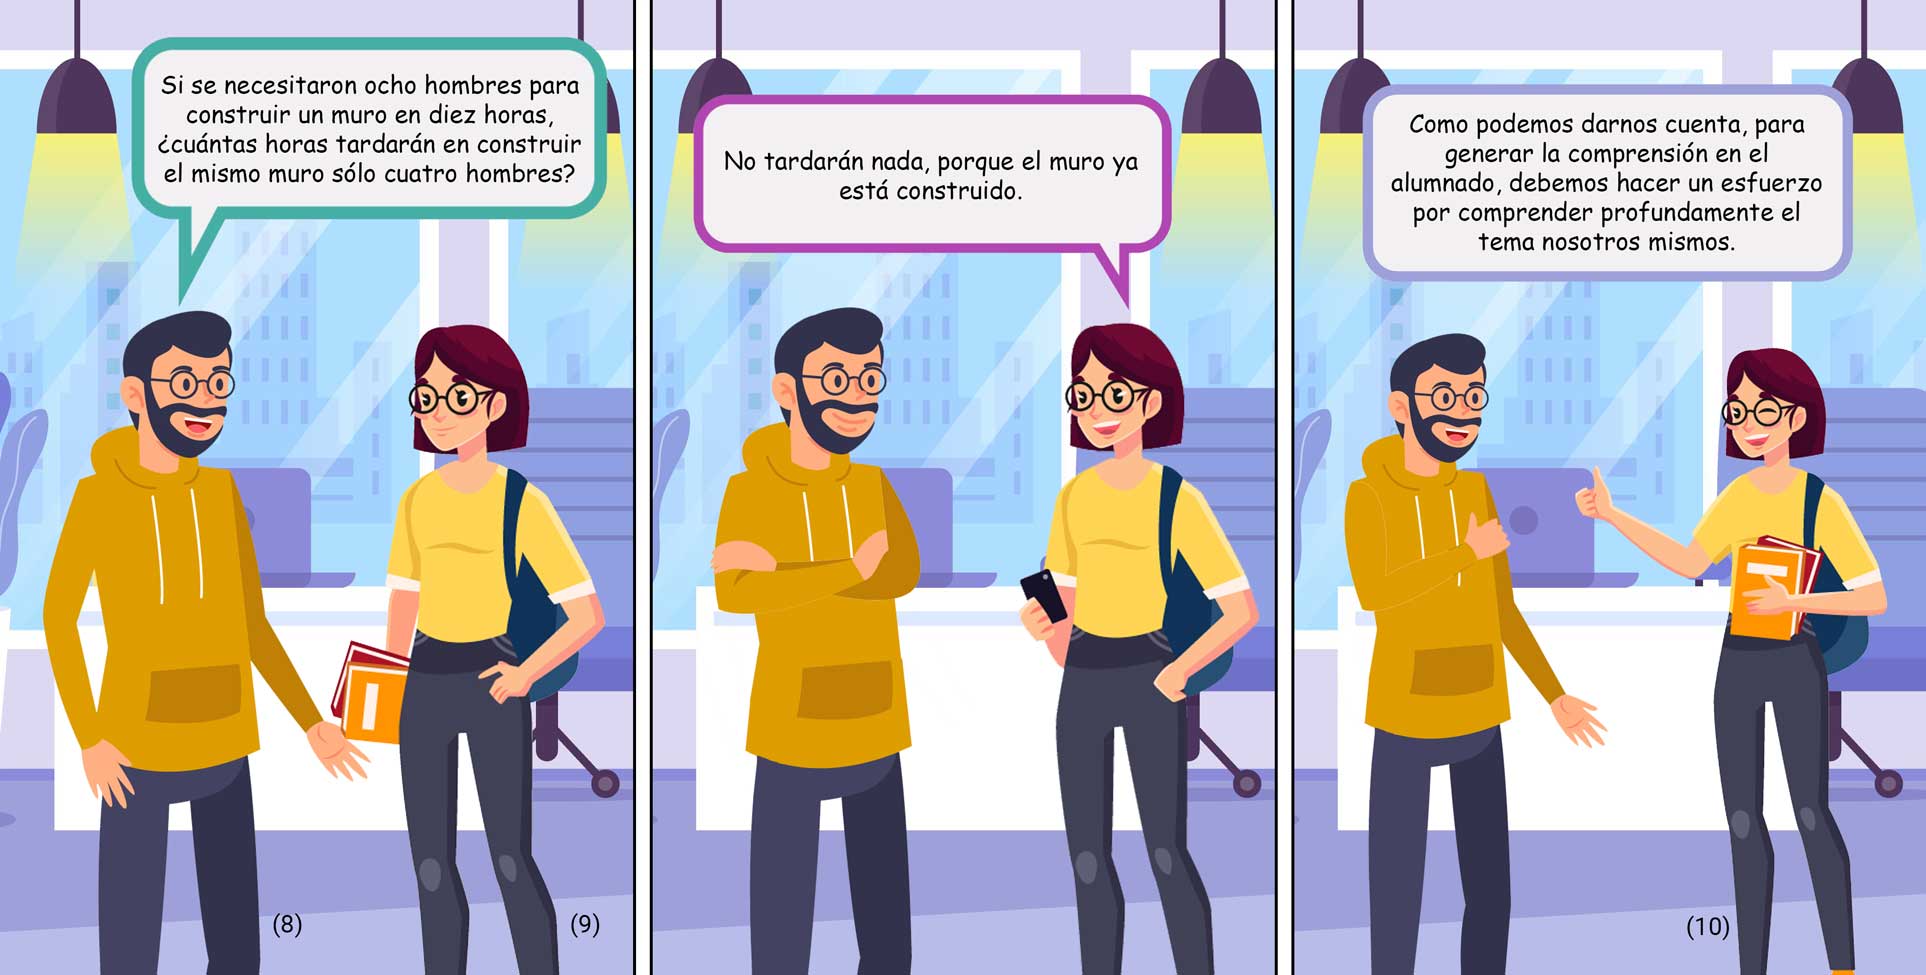 Si se necesitaron ocho hombres para
construir un muro en diez horas,
¿cuántas horas tardarán en construir
el mismo muro sólo cuatro hombres?
(8)
(9)
No tardarán nada, porque el muro ya
está construido.
Como podemos darnos cuenta, para
generar la comprensión en el
alumnado, debemos hacer un esfuerzo
por comprender profundamente el
tema nosotros mismos.
(10)